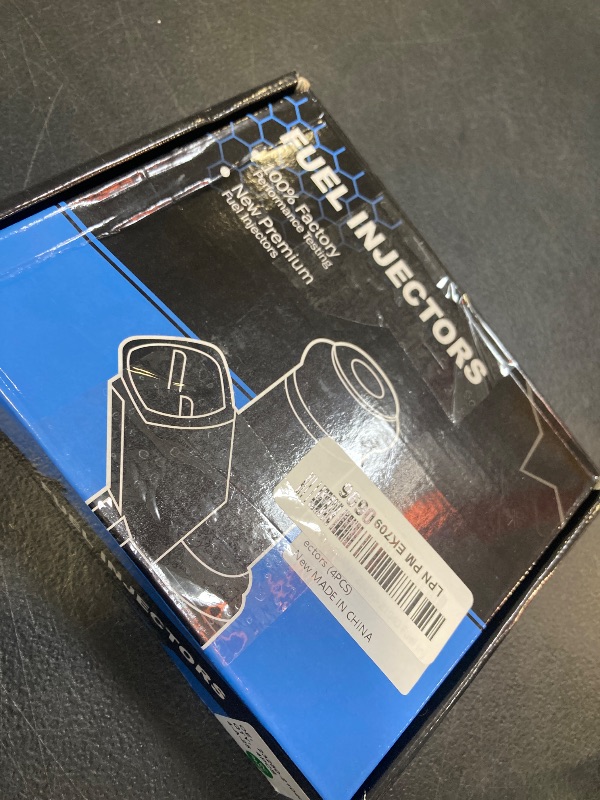 FUEL INJECTORS
100% Factory
Performance Testing
New Premium
Fuel Injectors
LPN PM EK709
ectors (4PCS)
New MADE IN CHINA
INJECTORS